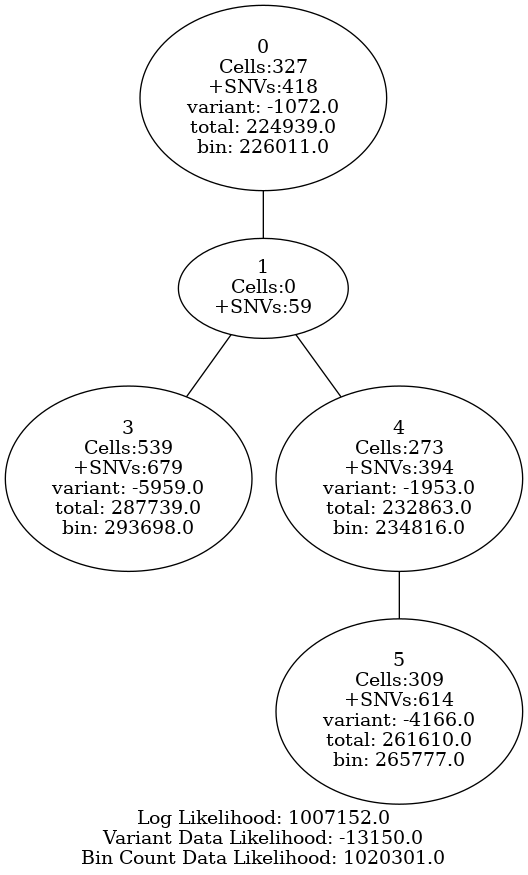 0
Cells:327
+SNVs:418
variant: -1072.0
total: 224939.0
bin: 226011.0
1
Cells:0
+SNVs:59
3
Cells:539
+SNVs:679
variant: -5959.0
total: 287739.0
bin: 293698.0
4
Cells:273
+SNVs:394
variant: -1953.0
total: 232863.0
bin: 234816.0
5
Cells:309
+SNVs:614
variant: -4166.0
total: 261610.0
bin: 265777.0
Log Likelihood: 1007152.0
Variant Data Likelihood: -13150.0
Bin Count Data Likelihood: 1020301.0